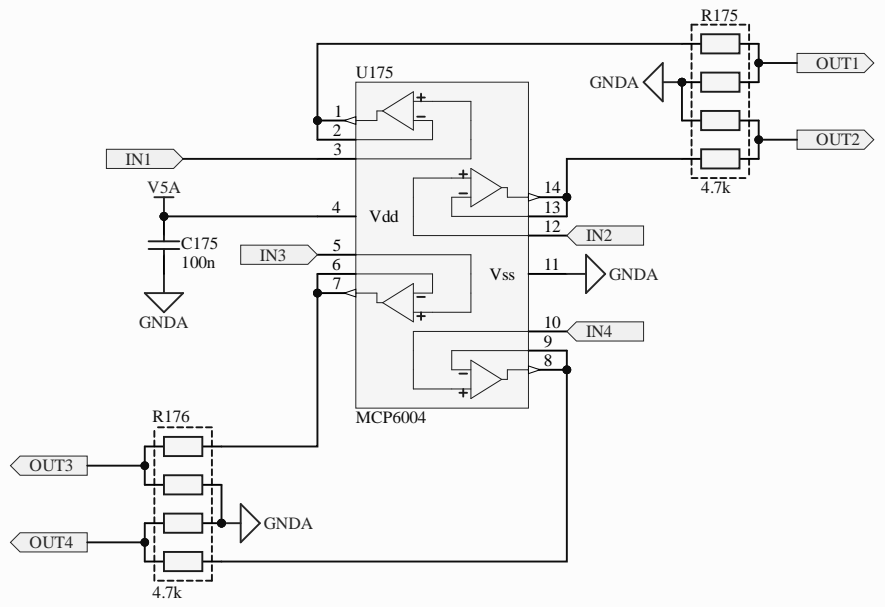 R175
OUT1
U175
GNDA
1
+
−
2
3
IN1
OUT2
+
14
4.7k
V5A
−
13
4
Vdd
12
IN2
C175
100n
IN3
5
6
Vss
11
GNDA
−
7
GNDA
+
10
IN4
9
−
8
+
MCP6004
R176
OUT3
GNDA
OUT4
4.7k